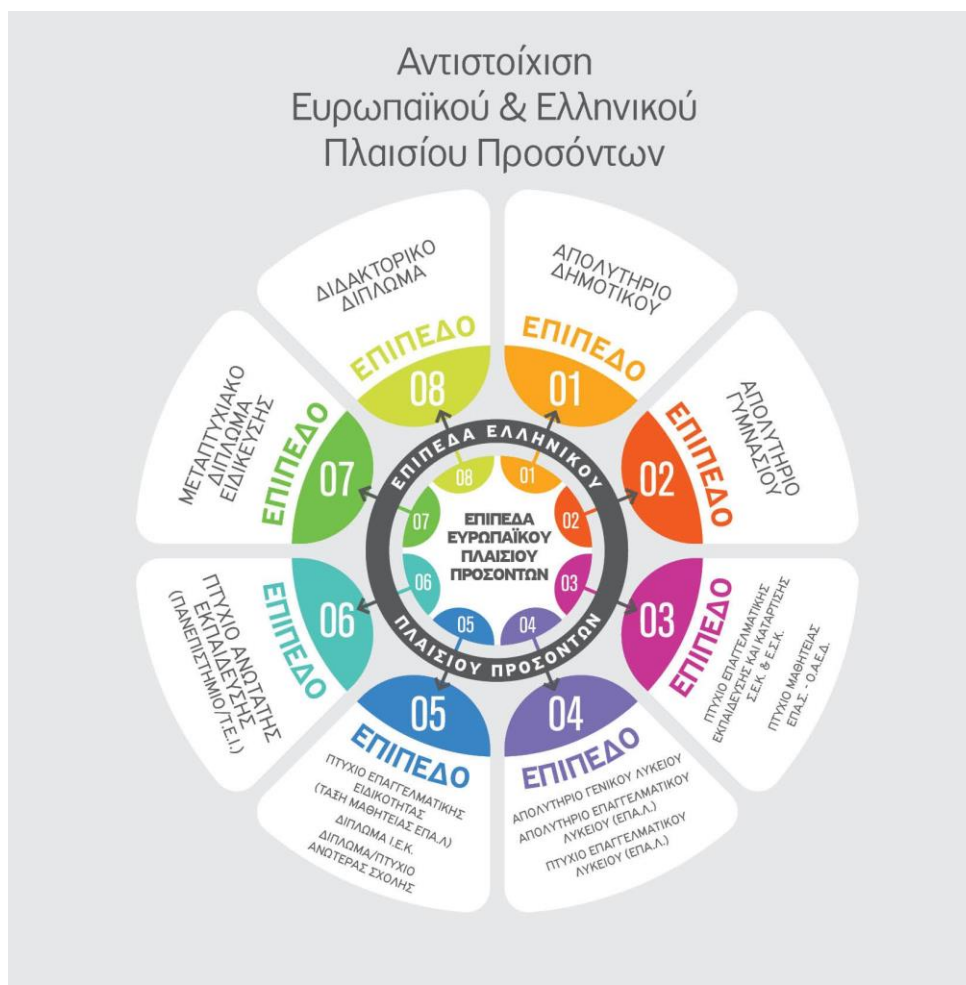 Αντιστοίχιση
Ευρωπαϊκού & Ελληνικού
Πλαισίου Προσόντων
ΑΠΟΛΥΤΗΡΙΟ
ΔΗΜΟΤΙΚΟΥ
ΕΠΙΠΕΔΟ
01
ΑΠΟΛΥΤΗΡΙΟ
ΓΥΜΝΑΣΙΟΥ
ΕΠΙΠΕΔΟ
02
ΕΠΙΠΕΔΟ
03
ΠΤΥΧΙΟ ΕΠΑΓΓΕΛΜΑΤΙΚΗΣ
ΕΚΠΑΙΔΕΥΣΗΣ ΚΑΙ ΚΑΤΑΡΤΙΣΗΣ
Σ.Ε.Κ. & Ε.Σ.Κ.
ΠΤΥΧΙΟ ΜΑΘΗΤΕΙΑΣ
ΕΠΑ.Σ. - Ο.Α.Ε.Δ.
04
ΕΠΙΠΕΔΟ
ΑΠΟΛΥΤΗΡΙΟ ΓΕΝΙΚΟΥ ΛΥΚΕΙΟΥ
ΑΠΟΛΥΤΗΡΙΟ ΕΠΑΓΓΕΛΜΑΤΙΚΟΥ
ΛΥΚΕΙΟΥ (ΕΠΑ.Λ.)
ΠΤΥΧΙΟ ΕΠΑΓΓΕΛΜΑΤΙΚΟΥ
ΛΥΚΕΙΟΥ (ΕΠΑ.Λ.)
05
ΕΠΙΠΕΔΟ
ΠΤΥΧΙΟ ΕΠΑΓΓΕΛΜΑΤΙΚΗΣ
ΕΙΔΙΚΟΤΗΤΑΣ
(ΤΑΞΗ ΜΑΘΗΤΕΙΑΣ ΕΠΑ.Λ)
ΔΙΠΛΩΜΑ Ι.Ε.Κ.
ΔΙΠΛΩΜΑ/ΠΤΥΧΙΟ
ΑΝΩΤΕΡΑΣ ΣΧΟΛΗΣ
06
ΕΠΙΠΕΔΟ
ΠΤΥΧΙΟ ΑΝΩΤΑΤΗΣ
ΕΚΠΑΙΔΕΥΣΗΣ
(ΠΑΝΕΠΙΣΤΗΜΙΟ/Τ.Ε.Ι.)
ΜΕΤΑΠΤΥΧΙΑΚΟ
ΔΙΠΛΩΜΑ
ΕΙΔΙΚΕΥΣΗΣ
ΕΠΙΠΕΔΟ
07
ΔΙΔΑΚΤΟΡΙΚΟ
ΔΙΠΛΩΜΑ
ΕΠΙΠΕΔΟ
08
ΕΠΙΠΕΔΑ ΕΛΛΗΝΙΚΟΥ
ΠΛΑΙΣΙΟΥ ΠΡΟΣΟΝΤΩΝ
01
02
03
04
05
06
07
08
ΕΠΙΠΕΔΑ
ΕΥΡΩΠΑΪΚΟΥ
ΠΛΑΙΣΙΟΥ
ΠΡΟΣΟΝΤΩΝ